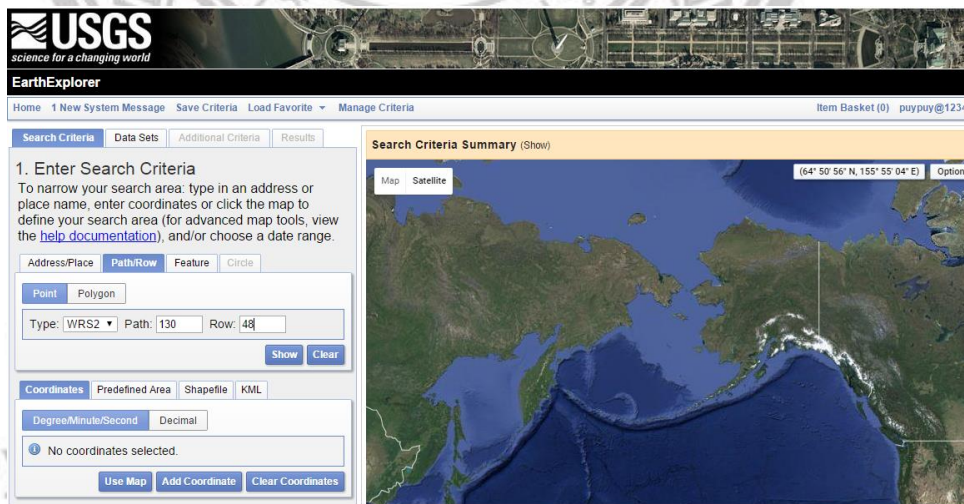 USGS
science for a changing world
EarthExplorer
Home 1 New System Message Save Criteria Load Favorite Manage Criteria Item Basket (0) puypuy@1234
Search Criteria Data Sets Additional Criteria Results
Search Criteria Summary (Show)
1. Enter Search Criteria
To narrow your search area: type in an address or
place name, enter coordinates or click the map to
define your search area (for advanced map tools, view
the help documentation), and/or choose a date range.
Map Satellite
(64° 50' 56" N, 155° 55' 04" E) Option
Address/Place Path/Row Feature Circle
Point Polygon
Type: WRS2 Path: 130 Row: 48
Show Clear
Coordinates Predefined Area Shapefile KML
Degree/Minute/Second Decimal
No coordinates selected.
Use Map Add Coordinate Clear Coordinates